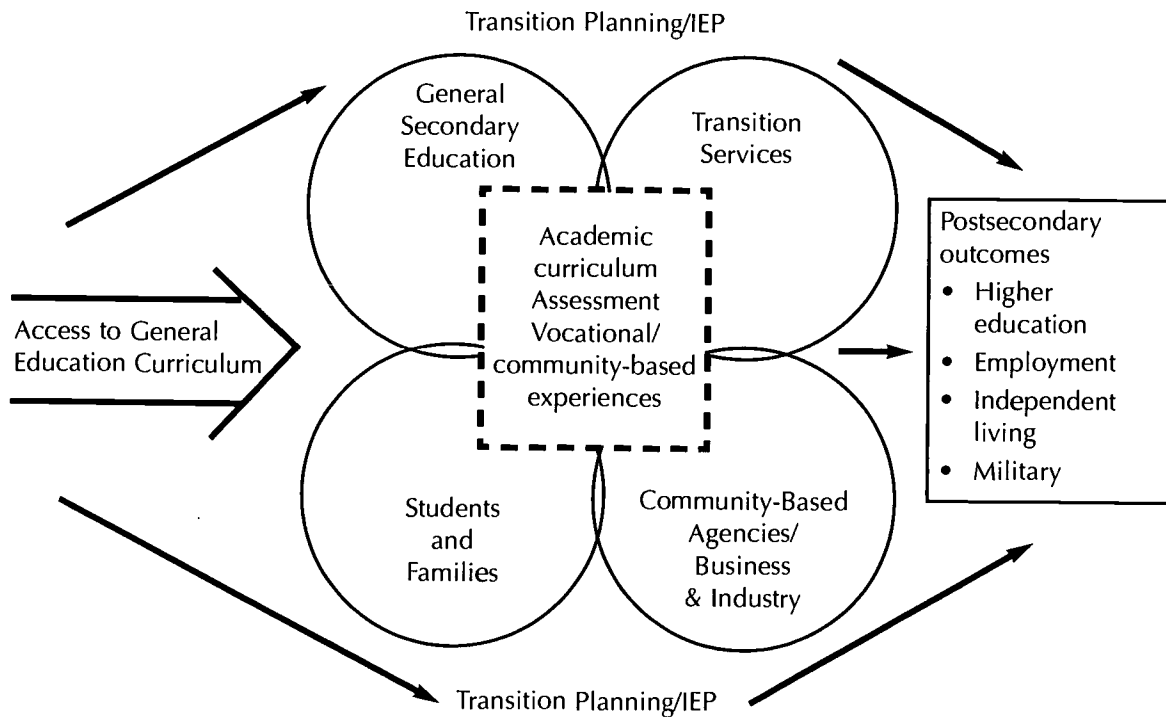 Transition Planning/IEP
General
Secondary
Education
Transition
Services
Access to General
Education Curriculum
Academic
curriculum
Assessment
Vocational/
community-based
experiences
Postsecondary
outcomes
• Higher
education
• Employment
• Independent
living
• Military
Students
and
Families
Community-Based
Agencies/
Business
& Industry
Transition Planning/IEP